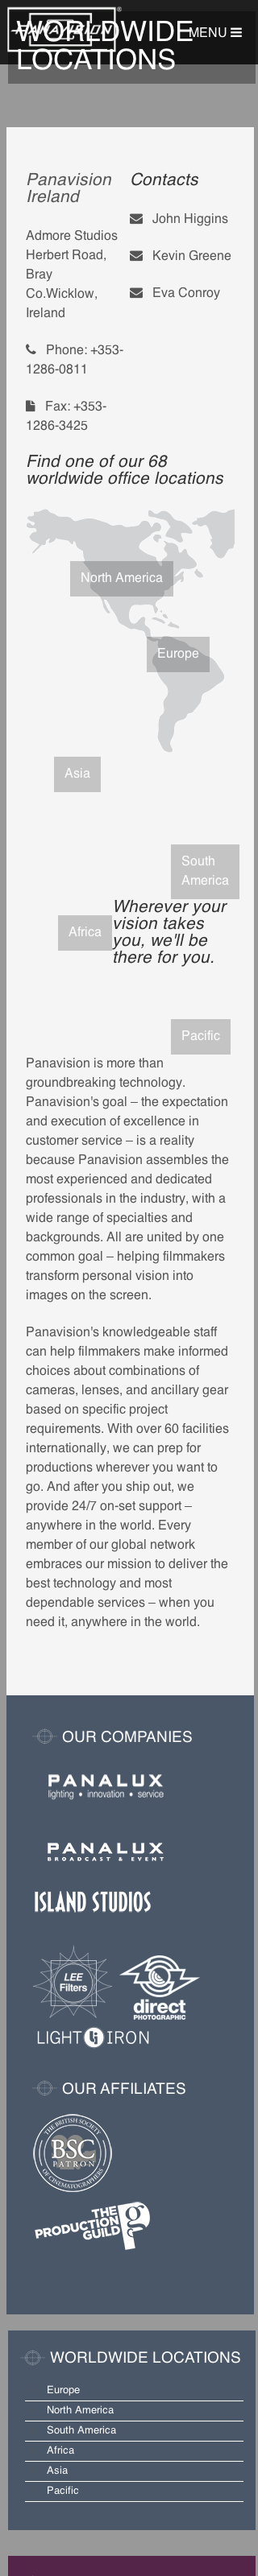 PANAVISION®
MENU
WORLDWIDE
LOCATIONS
Panavision
Ireland
Admore Studios
Herbert Road,
Bray
Co.Wicklow,
Ireland
Phone: +353-
1286-0811
Fax: +353-
1286-3425
Contacts
John Higgins
Kevin Greene
Eva Conroy
Find one of our 68
worldwide office locations
North America
Europe
Asia
South
America
Africa
Wherever your
vision takes
you, we'll be
there for you.
Pacific
Panavision is more than
groundbreaking technology.
Panavision's goal – the expectation
and execution of excellence in
customer service – is a reality
because Panavision assembles the
most experienced and dedicated
professionals in the industry, with a
wide range of specialties and
backgrounds. All are united by one
common goal – helping filmmakers
transform personal vision into
images on the screen.
Panavision's knowledgeable staff
can help filmmakers make informed
choices about combinations of
cameras, lenses, and ancillary gear
based on specific project
requirements. With over 60 facilities
internationally, we can prep for
productions wherever you want to
go. And after you ship out, we
provide 24/7 on-set support –
anywhere in the world. Every
member of our global network
embraces our mission to deliver the
best technology and most
dependable services – when you
need it, anywhere in the world.
OUR COMPANIES
PANALUX
lighting • innovation • service
PANALUX
BROADCAST & EVENT
ISLAND STUDIOS
LEE
Filters
direct
PHOTOGRAPHIC
LIGHT IRON
OUR AFFILIATES
THE BRITISH SOCIETY
BSC
PATRON
OF CINEMATOGRAPHERS
THE
PRODUCTION
GUILD
WORLDWIDE LOCATIONS
Europe
North America
South America
Africa
Asia
Pacific